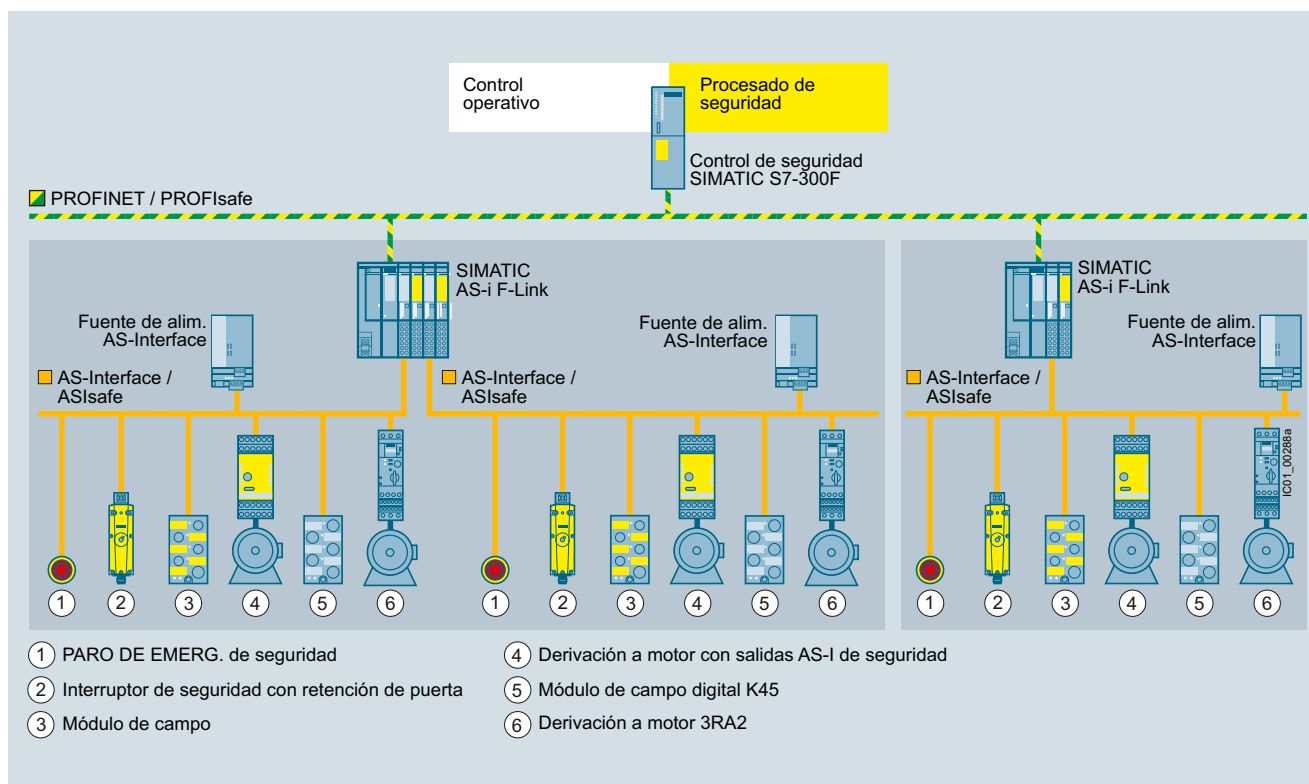 Control
operativo
Procesado de
seguridad
Control de seguridad
SIMATIC S7-300F
PROFINET / PROFIsafe
SIMATIC
AS-i F-Link
Fuente de alim.
AS-Interface
AS-Interface /
ASIsafe
Fuente de alim.
AS-Interface
AS-Interface /
ASIsafe
SIMATIC
AS-i F-Link
Fuente de alim.
AS-Interface
AS-Interface /
ASIsafe
IC01_00288a
1 2 3 4 5 6
1 2 3 4 5 6
1 2 3 4 5 6
1 PARO DE EMERG. de seguridad
2 Interruptor de seguridad con retención de puerta
3 Módulo de campo
4 Derivación a motor con salidas AS-I de seguridad
5 Módulo de campo digital K45
6 Derivación a motor 3RA2